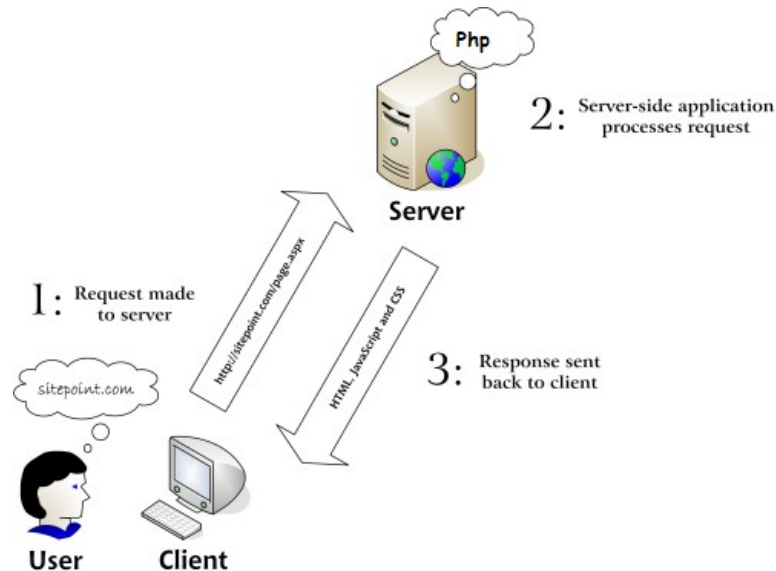 Php
2: Server-side application
processes request
Server
http://sitepoint.com/page.aspx
1: Request made
to server
HTML, JavaScript and CSS
3: Response sent
back to client
sitepoint.com
User
Client